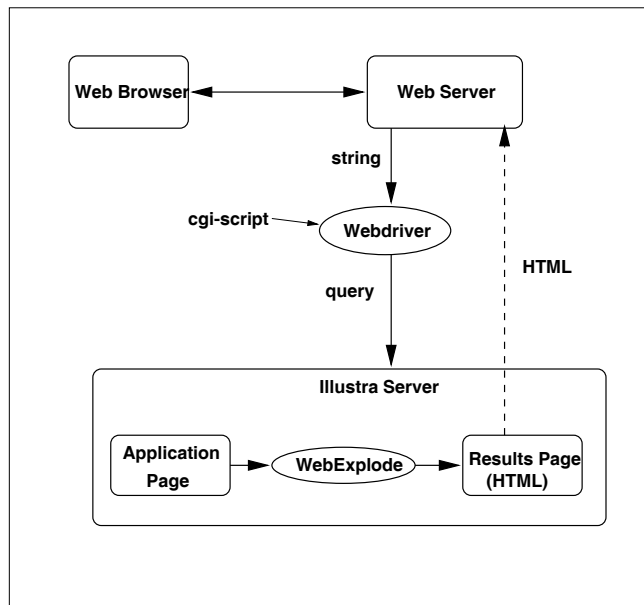 Web Browser
Web Server
string
cgi-script
Webdriver
query
HTML
Illustra Server
Application
Page
WebExplode
Results Page
(HTML)